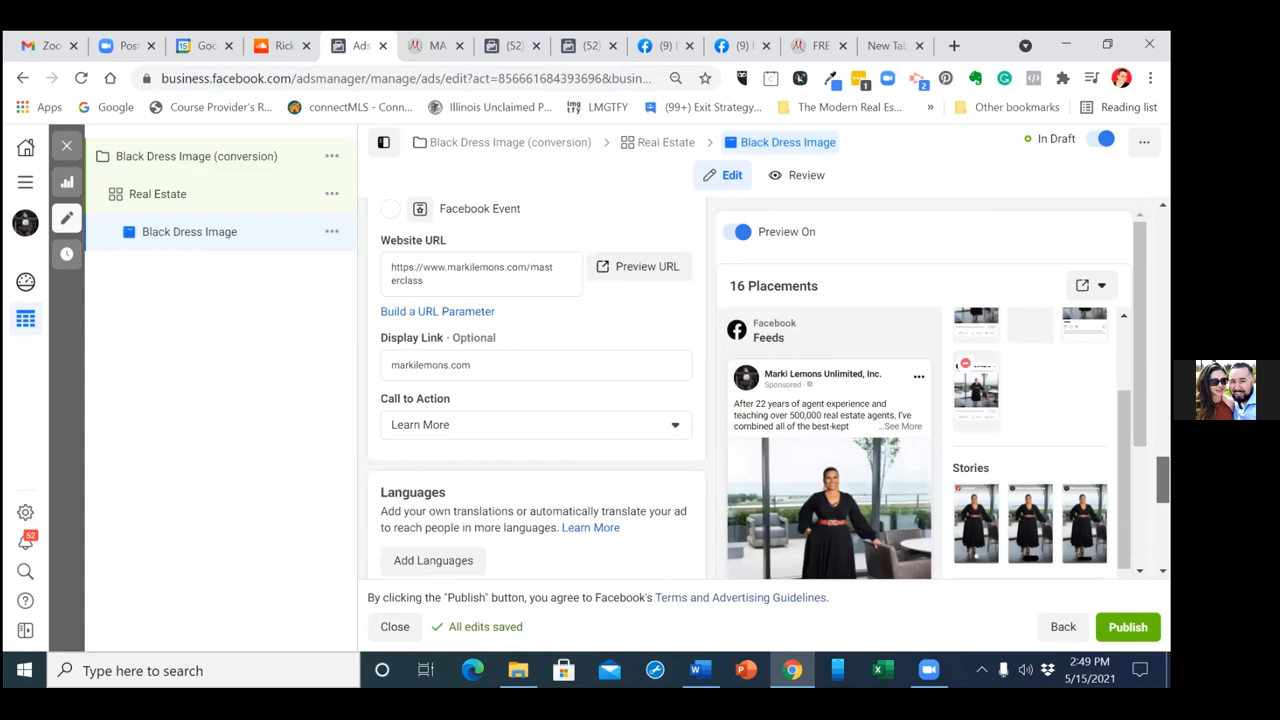 Zoo
Post
Goo
Rick
Ads
MA
(52)
(52)
(9)
(9)
FRE
New Tab
business.facebook.com/adsmanager/manage/ads/edit?act=856661684393696&busin...
1
2
Apps
Google
Course Provider's R...
connectMLS - Conn...
Illinois Unclaimed P...
LMGTFY
(99+) Exit Strategy...
The Modern Real Es...
»
Other bookmarks
Reading list
Black Dress Image (conversion)
Real Estate
Black Dress Image
Black Dress Image (conversion) > Real Estate > Black Dress Image
In Draft
Edit
Review
Facebook Event
Website URL
https://www.markilemons.com/mast
erclass
Preview URL
Build a URL Parameter
Display Link · Optional
markilemons.com
Call to Action
Learn More
Languages
Add your own translations or automatically translate your ad
to reach people in more languages. Learn More
Add Languages
Preview On
16 Placements
Facebook
Feeds
Marki Lemons Unlimited, Inc.
Sponsored ·
After 22 years of agent experience and
teaching over 500,000 real estate agents, I've
combined all of the best-kept ...See More
Stories
By clicking the "Publish" button, you agree to Facebook's Terms and Advertising Guidelines.
Close
All edits saved
Back
Publish
52
Type here to search
2:49 PM
5/15/2021